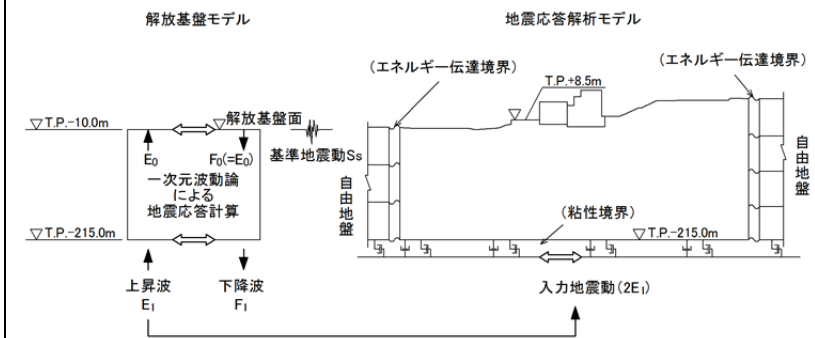 解放基盤モデル
地震応答解析モデル
(エネルギー伝達境界)
(エネルギー伝達境界)
T.P.+8.5m
▽T.P.-10.0m
解放基盤面
基準地震動Ss
E₀
F₀(=E₀)
一次元波動論
による
地震応答計算
自由地盤
自由地盤
(粘性境界)
▽T.P.-215.0m
▽T.P.-215.0m
上昇波
E₁
下降波
F₁
入力地震動(2E₁)